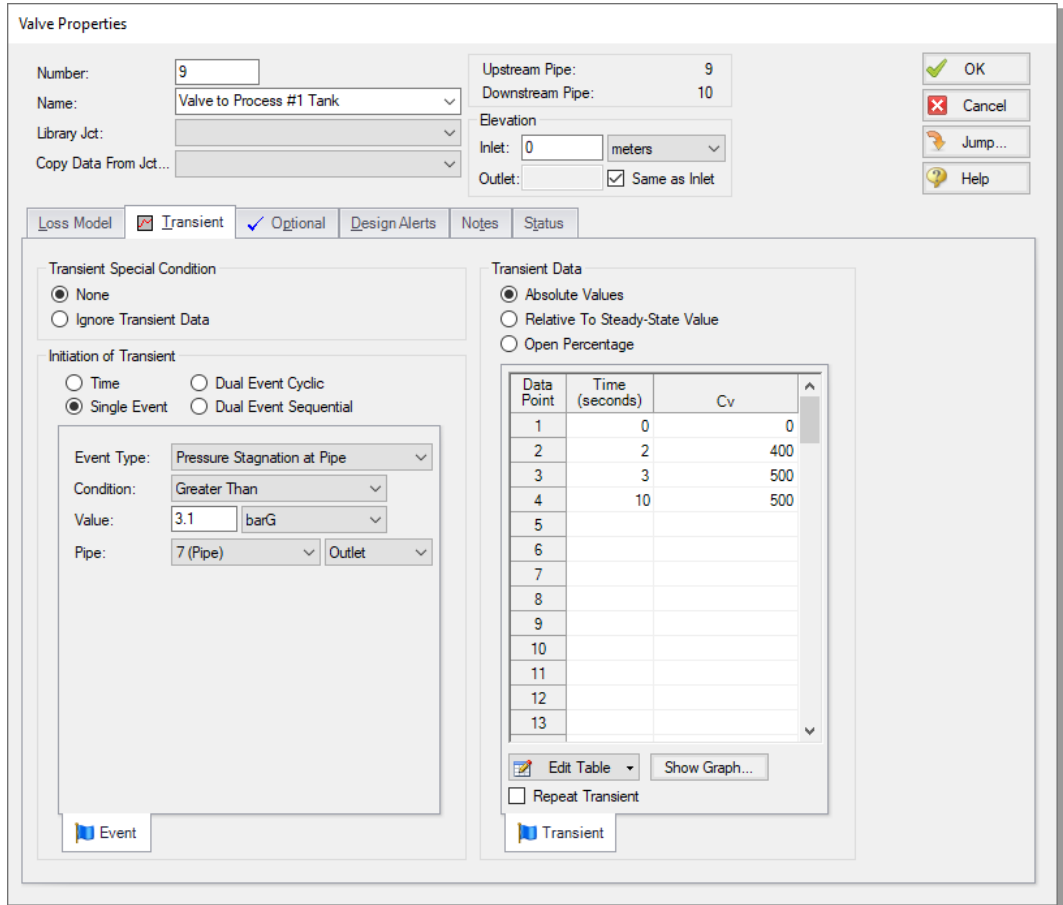 Valve Properties
Number: 9
Name: Valve to Process #1 Tank
Library Jct:
Copy Data From Jct...
Upstream Pipe: 9
Downstream Pipe: 10
Elevation
Inlet: 0 meters
Outlet: Same as Inlet
OK
Cancel
Jump...
Help
Loss Model Transient Optional Design Alerts Notes Status
Transient Special Condition
None
Ignore Transient Data
Initiation of Transient
Time Dual Event Cyclic
Single Event Dual Event Sequential
Event Type: Pressure Stagnation at Pipe
Condition: Greater Than
Value: 3.1 barG
Pipe: 7 (Pipe) Outlet
Event
Transient Data
Absolute Values
Relative To Steady-State Value
Open Percentage
Data Point Time (seconds) Cv
1 0 0
2 2 400
3 3 500
4 10 500
5
6
7
8
9
10
11
12
13
Edit Table Show Graph...
Repeat Transient
Transient